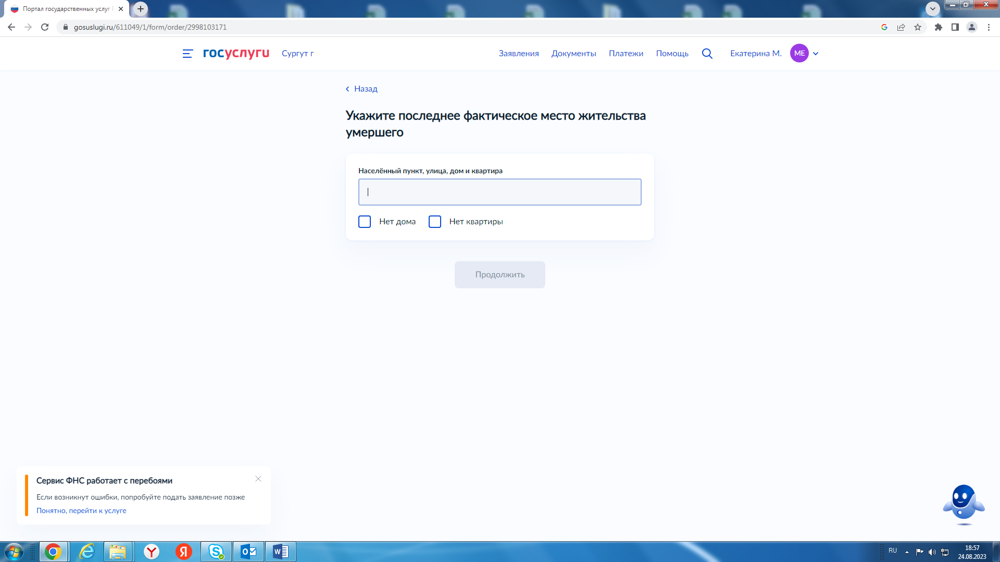 Портал государственных услуг
gosuslugi.ru/611049/1/form/order/2998103171
госуслуги
Сургут г
Заявления
Документы
Платежи
Помощь
Екатерина М.
МЕ
Назад
Укажите последнее фактическое место жительства
умершего
Населённый пункт, улица, дом и квартира
Нет дома
Нет квартиры
Продолжить
Сервис ФНС работает с перебоями
Если возникнут ошибки, попробуйте подать заявление позже
Понятно, перейти к услуге
RU
18:57
24.08.2023